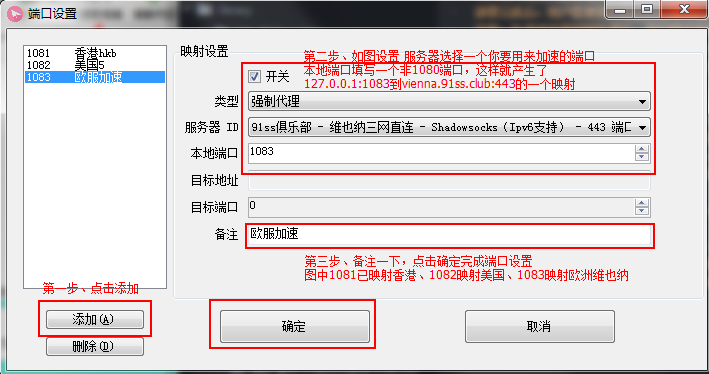 端口设置
1081 香港hkb
1082 美国5
1083 欧服加速
映射设置
第二步、如图设置 服务器选择一个你要用来加速的端口
本地端口填写一个非1080端口，这样就产生了
127.0.0.1:1083到vienna.91ss.club:443的一个映射
开关
类型 强制代理
服务器 ID 91ss俱乐部 - 维也纳三网直连 - Shadowsocks（Ipv6支持） - 443 端口
本地端口 1083
目标地址
目标端口 0
备注 欧服加速
第三步、备注一下，点击确定完成端口设置
图中1081已映射香港、1082映射美国、1083映射欧洲维也纳
第一步、点击添加
添加(A)
确定
取消
删除(D)